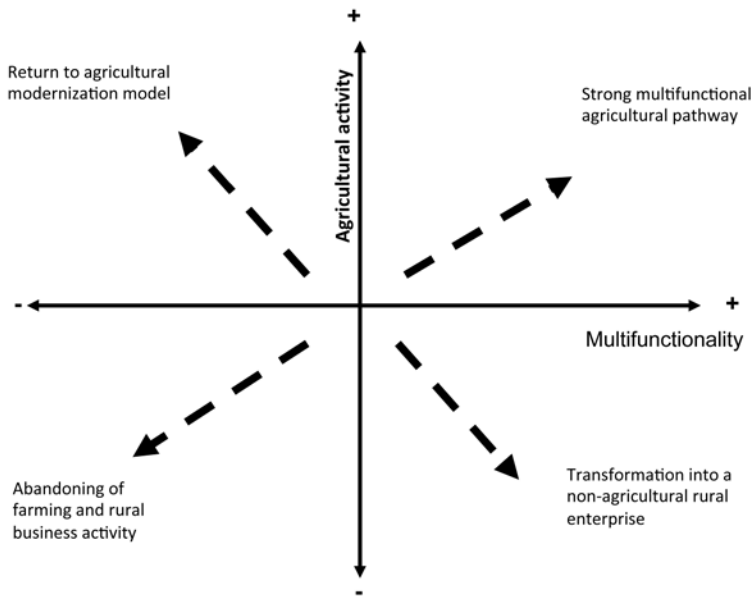 +
Return to agricultural
modernization model
Agricultural activity
Strong multifunctional
agricultural pathway
-
+
Multifunctionality
Abandoning of
farming and rural
business activity
Transformation into a
non-agricultural rural
enterprise
-